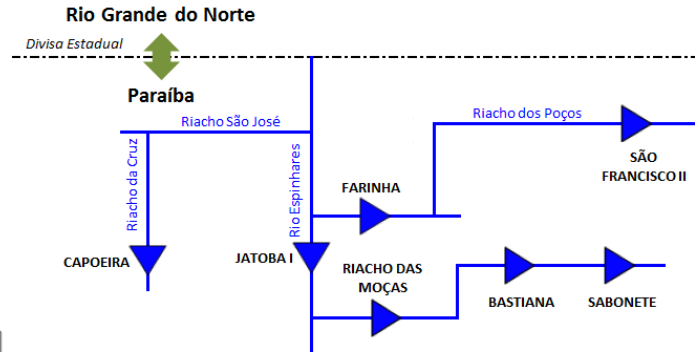 Rio Grande do Norte
Divisa Estadual
Paraíba
Riacho São José
Riacho dos Poços
Riacho da Cruz
Rio Espinhares
SÃO
FRANCISCO II
FARINHA
CAPOEIRA
JATOBA I
RIACHO DAS
MOÇAS
BASTIANA
SABONETE